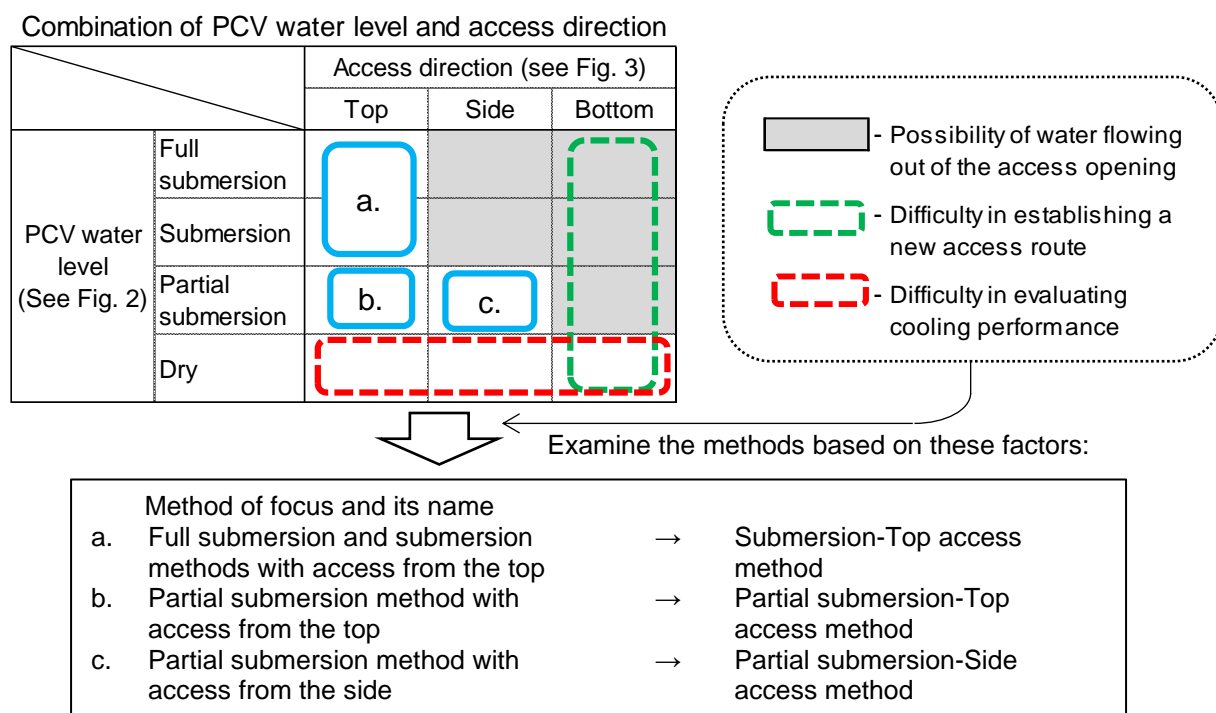 Combination of PCV water level and access direction
Access direction (see Fig. 3)
Top Side Bottom
PCV water
level
(See Fig. 2)
Full
submersion
Submersion
Partial
submersion
Dry
a.
b.
c.
- Possibility of water flowing
out of the access opening
- Difficulty in establishing a
new access route
- Difficulty in evaluating
cooling performance
Examine the methods based on these factors:
Method of focus and its name
a. Full submersion and submersion → Submersion-Top access
methods with access from the top method
b. Partial submersion method with → Partial submersion-Top
access from the top access method
c. Partial submersion method with → Partial submersion-Side
access from the side access method